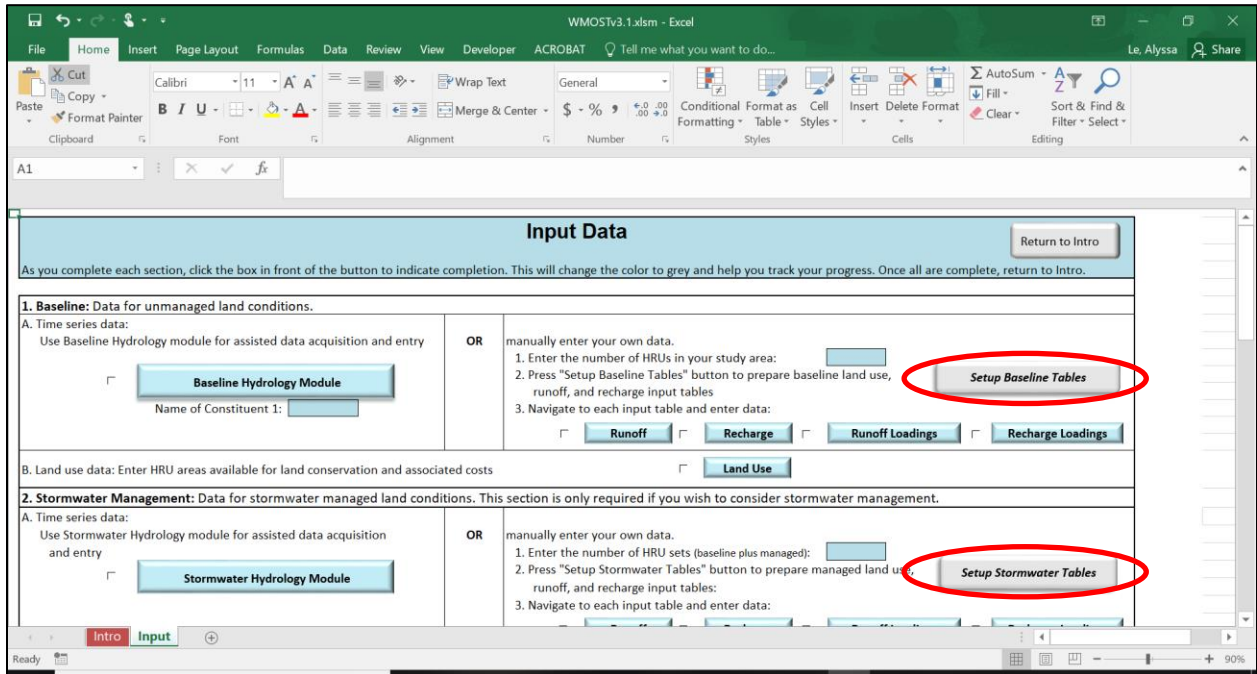 WMOSTv3.1.xlsm - Excel
File Home Insert Page Layout Formulas Data Review View Developer ACROBAT Tell me what you want to do... Le, Alyssa Share
Cut
Copy
Format Painter
Paste
Calibri 11 A A
B I U A
Wrap Text
Merge & Center
General
$ % , .0 .00 .00 .0
Conditional Formatting
Format as Table
Cell Styles
Insert Delete Format
AutoSum
Fill
Clear
Sort & Filter
Find & Select
Clipboard Font Alignment Number Styles Cells Editing
A1 fx
Input Data
Return to Intro
As you complete each section, click the box in front of the button to indicate completion. This will change the color to grey and help you track your progress. Once all are complete, return to Intro.
1. Baseline: Data for unmanaged land conditions.
A. Time series data:
Use Baseline Hydrology module for assisted data acquisition and entry
Baseline Hydrology Module
Name of Constituent 1:
OR
manually enter your own data.
1. Enter the number of HRUs in your study area:
2. Press "Setup Baseline Tables" button to prepare baseline land use,
runoff, and recharge input tables
Setup Baseline Tables
3. Navigate to each input table and enter data:
Runoff Recharge Runoff Loadings Recharge Loadings
B. Land use data: Enter HRU areas available for land conservation and associated costs
Land Use
2. Stormwater Management: Data for stormwater managed land conditions. This section is only required if you wish to consider stormwater management.
A. Time series data:
Use Stormwater Hydrology module for assisted data acquisition
and entry
Stormwater Hydrology Module
OR
manually enter your own data.
1. Enter the number of HRU sets (baseline plus managed):
2. Press "Setup Stormwater Tables" button to prepare managed land use,
runoff, and recharge input tables:
Setup Stormwater Tables
3. Navigate to each input table and enter data:
Intro Input
Ready 90%